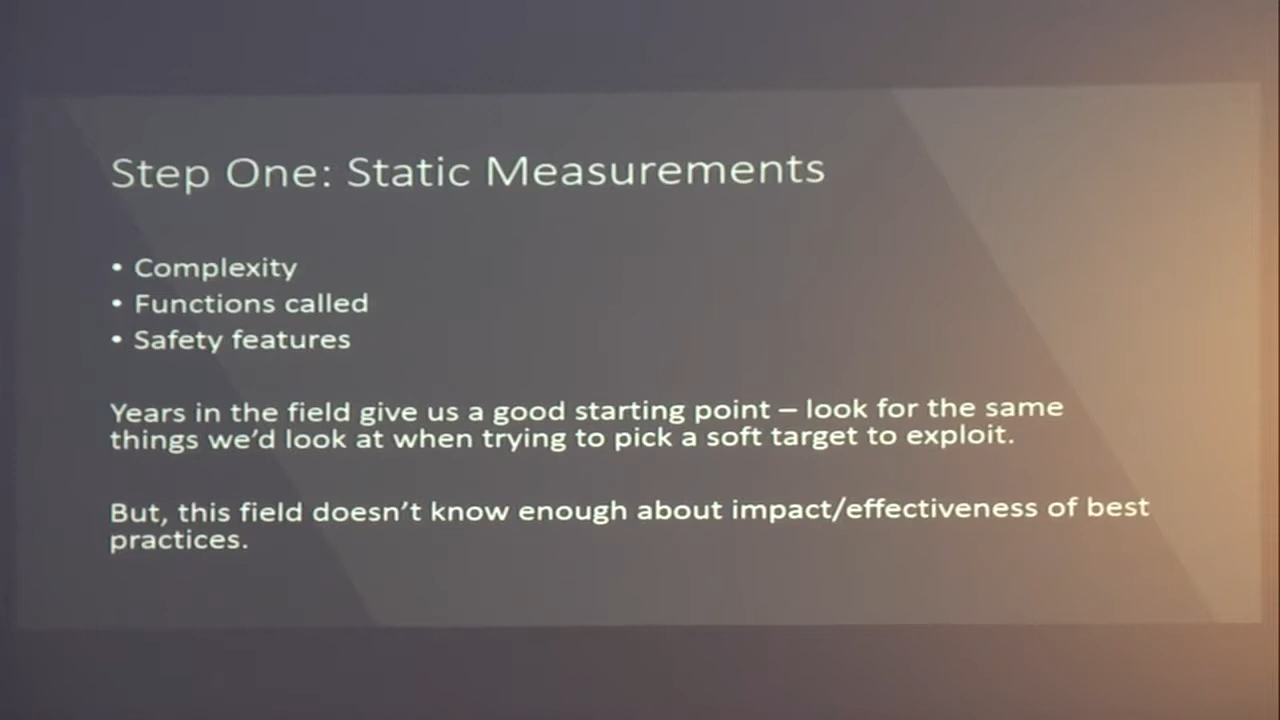 Step One: Static Measurements
• Complexity
• Functions called
• Safety features
Years in the field give us a good starting point – look for the same
things we'd look at when trying to pick a soft target to exploit.
But, this field doesn't know enough about impact/effectiveness of best
practices.